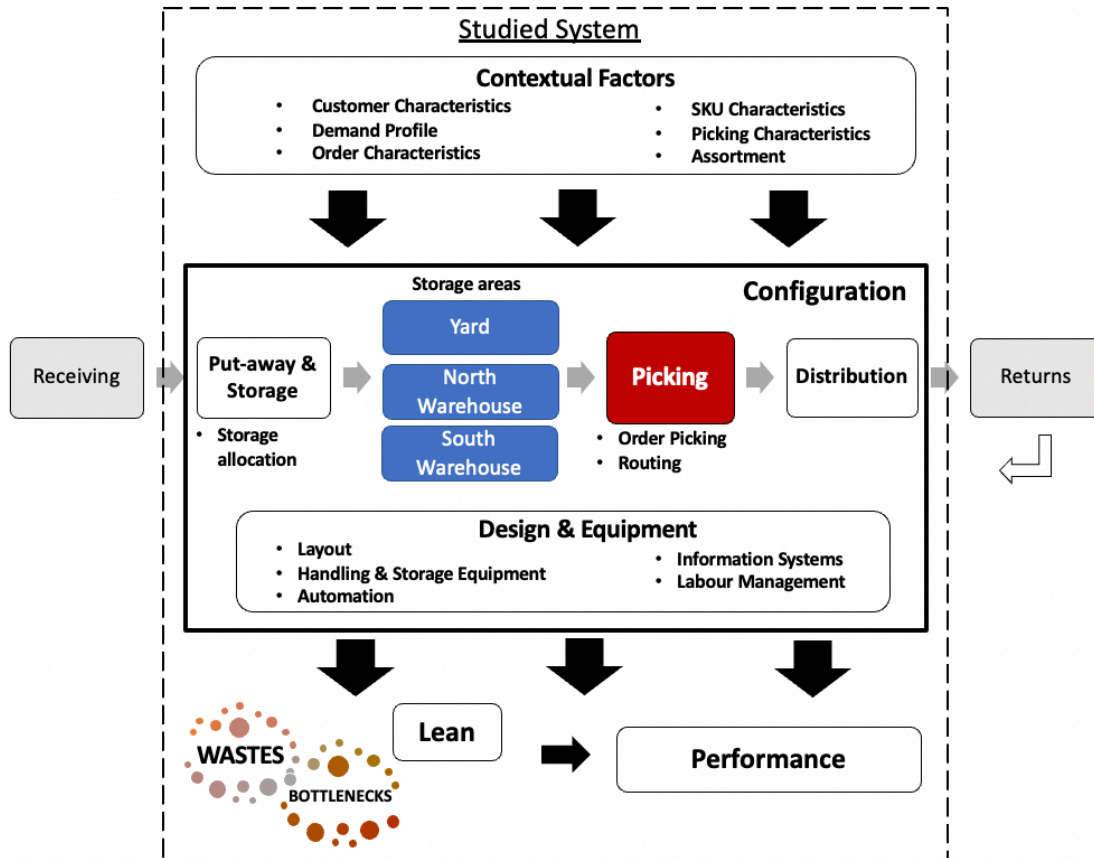 Studied System
Contextual Factors
• Customer Characteristics
• Demand Profile
• Order Characteristics
• SKU Characteristics
• Picking Characteristics
• Assortment
Storage areas
Configuration
Yard
North
Warehouse
South
Warehouse
Receiving
Put-away &
Storage
• Storage
allocation
Picking
• Order Picking
• Routing
Distribution
Returns
Design & Equipment
• Layout
• Handling & Storage Equipment
• Automation
• Information Systems
• Labour Management
WASTES
BOTTLENECKS
Lean
Performance